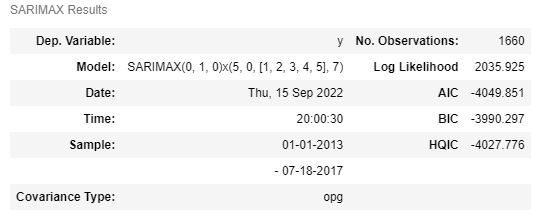 SARIMAX Results
Dep. Variable: y No. Observations: 1660
Model: SARIMAX(0, 1, 0)x(5, 0, [1, 2, 3, 4, 5], 7) Log Likelihood 2035.925
Date: Thu, 15 Sep 2022 AIC -4049.851
Time: 20:00:30 BIC -3990.297
Sample: 01-01-2013 HQIC -4027.776
- 07-18-2017
Covariance Type: opg